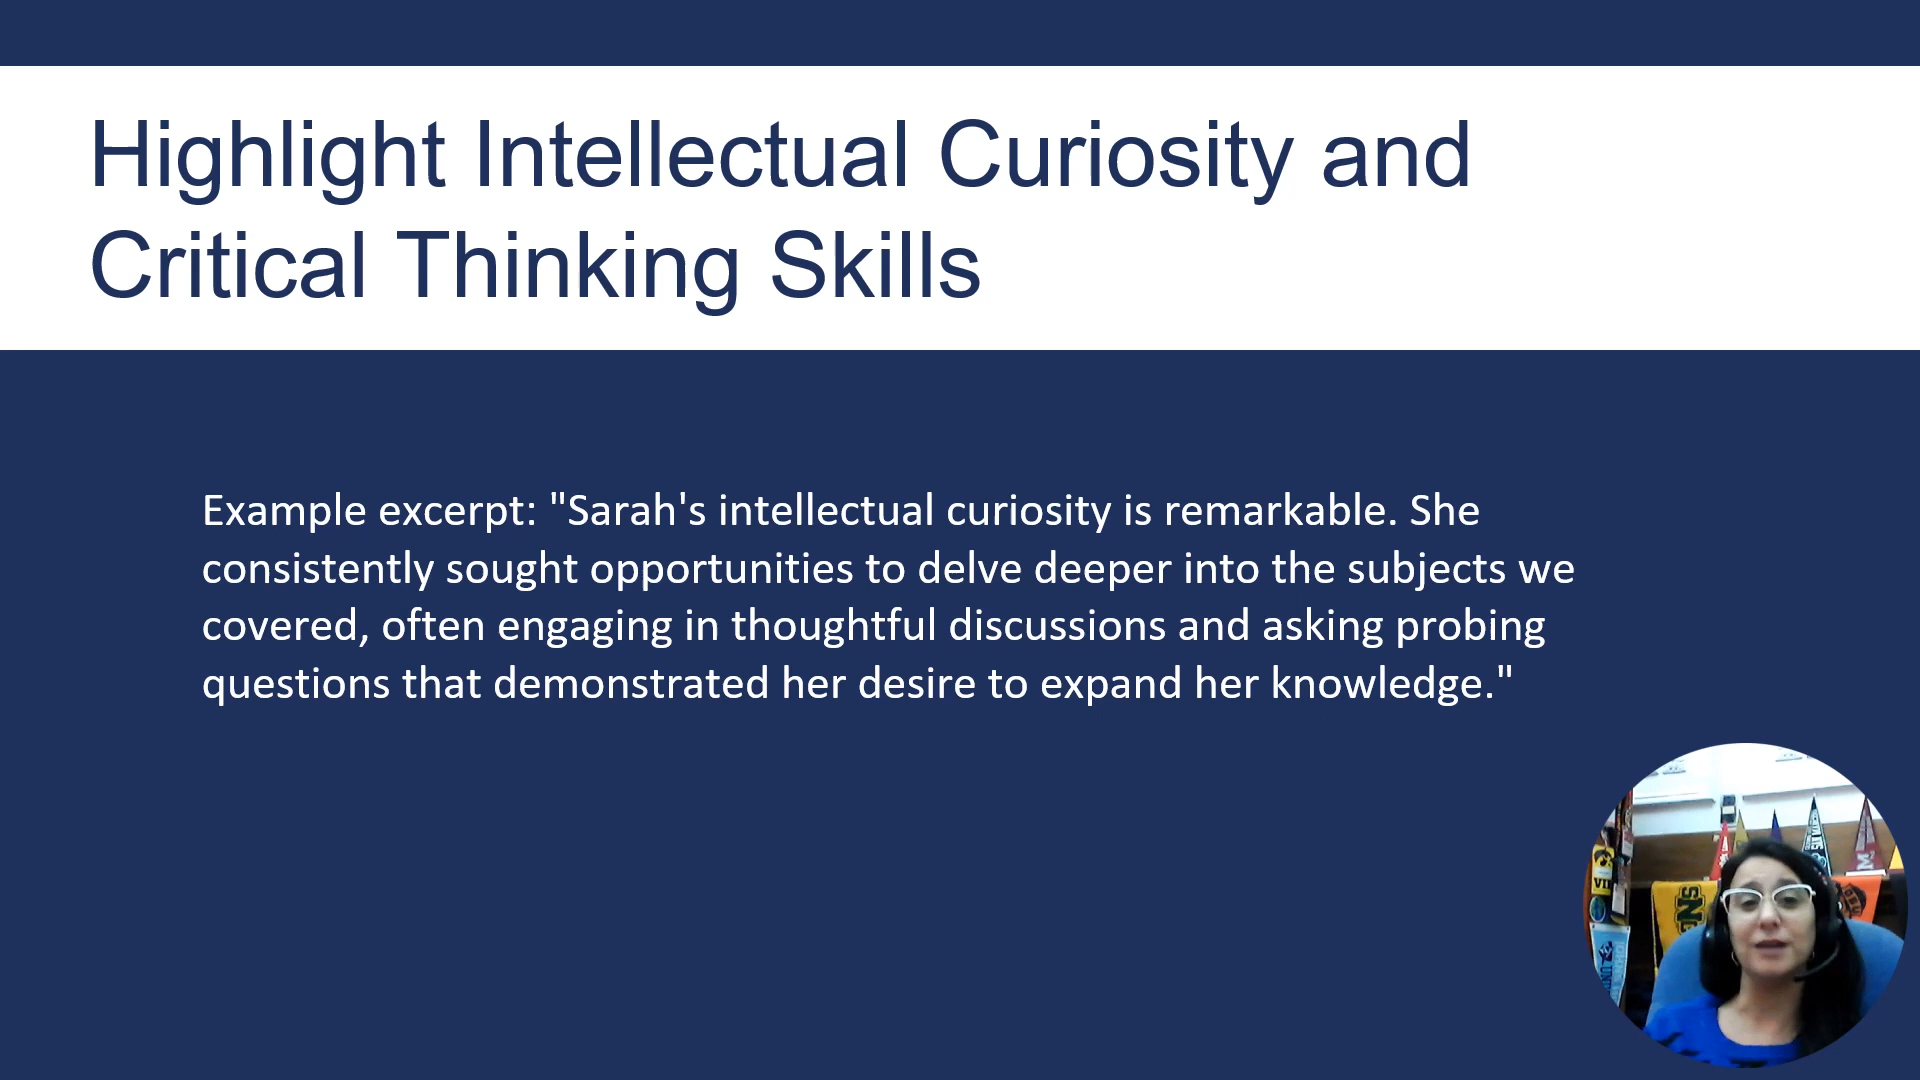 Highlight Intellectual Curiosity and
Critical Thinking Skills
Example excerpt: "Sarah's intellectual curiosity is remarkable. She
consistently sought opportunities to delve deeper into the subjects we
covered, often engaging in thoughtful discussions and asking probing
questions that demonstrated her desire to expand her knowledge."